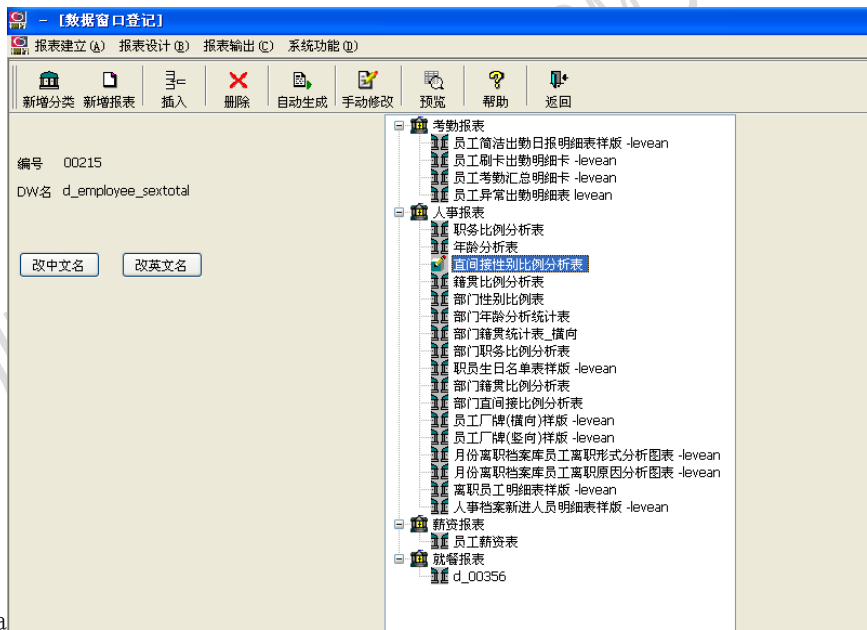 - [数据窗口登记]
报表建立(A) 报表设计(B) 报表输出(C) 系统功能(D)
新增分类 新增报表 插入 删除 自动生成 手动修改 预览 帮助 返回
编号 00215
DW名 d_employee_sextotal
改中文名 改英文名
考勤报表
员工简洁出勤日报明细表样版 -levean
员工刷卡出勤明细卡 -levean
员工考勤汇总明细卡 -levean
员工异常出勤明细表 levean
人事报表
职务比例分析表
年龄分析表
直间接性别比例分析表
籍贯比例分析表
部门性别比例表
部门年龄分析统计表
部门籍贯统计表_横向
部门职务比例分析表
职员生日名单表样版 -levean
部门籍贯比例分析表
部门直间接比例分析表
员工厂牌(横向)样版 -levean
员工厂牌(竖向)样版 -levean
月份离职档案库员工离职形式分析图表 -levean
月份离职档案库员工离职原因分析图表 -levean
离职员工明细表样版 -levean
人事档案新进人员明细表样版 -levean
薪资报表
员工薪资表
就餐报表
d_00356
a